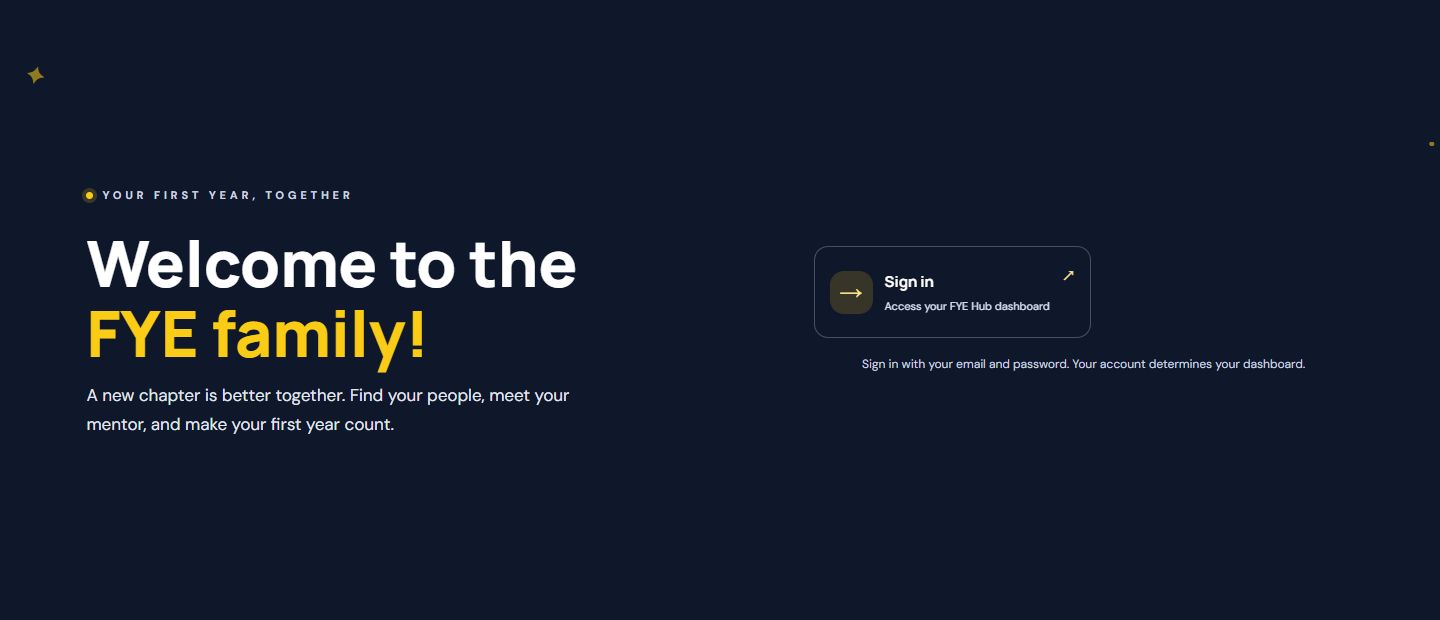 YOUR FIRST YEAR, TOGETHER
Welcome to the
FYE family!
A new chapter is better together. Find your people, meet your
mentor, and make your first year count.
Sign in
Access your FYE Hub dashboard
Sign in with your email and password. Your account determines your dashboard.